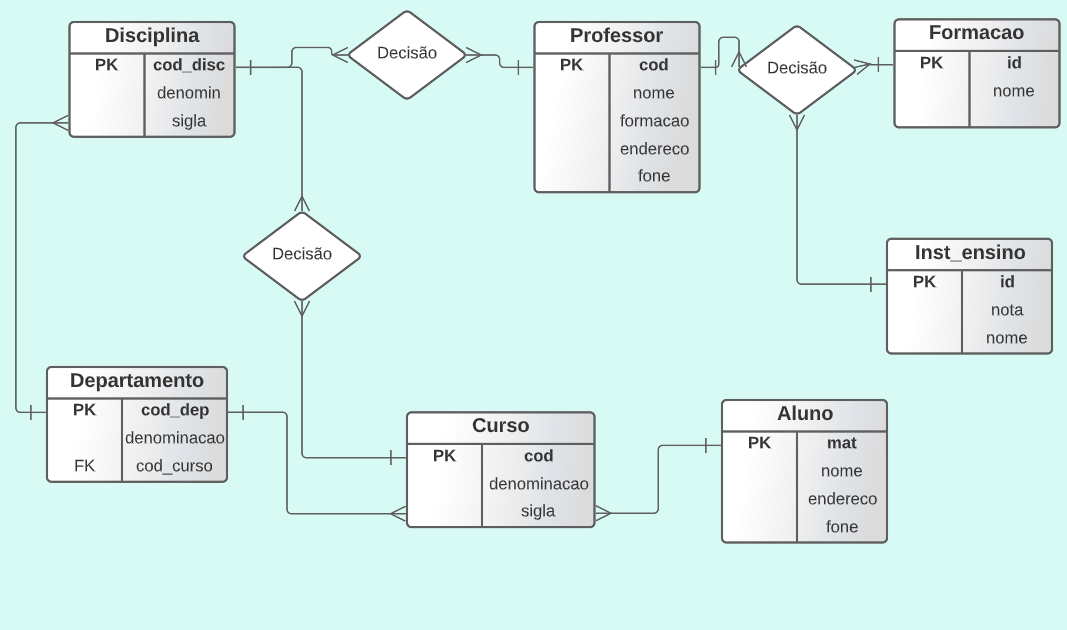 Disciplina
PK cod_disc
denomin
sigla
Decisão
Professor
PK cod
nome
formacao
endereco
fone
Decisão
Formacao
PK id
nome
Decisão
Inst_ensino
PK id
nota
nome
Departamento
PK cod_dep
denominacao
FK cod_curso
Curso
PK cod
denominacao
sigla
Aluno
PK mat
nome
endereco
fone